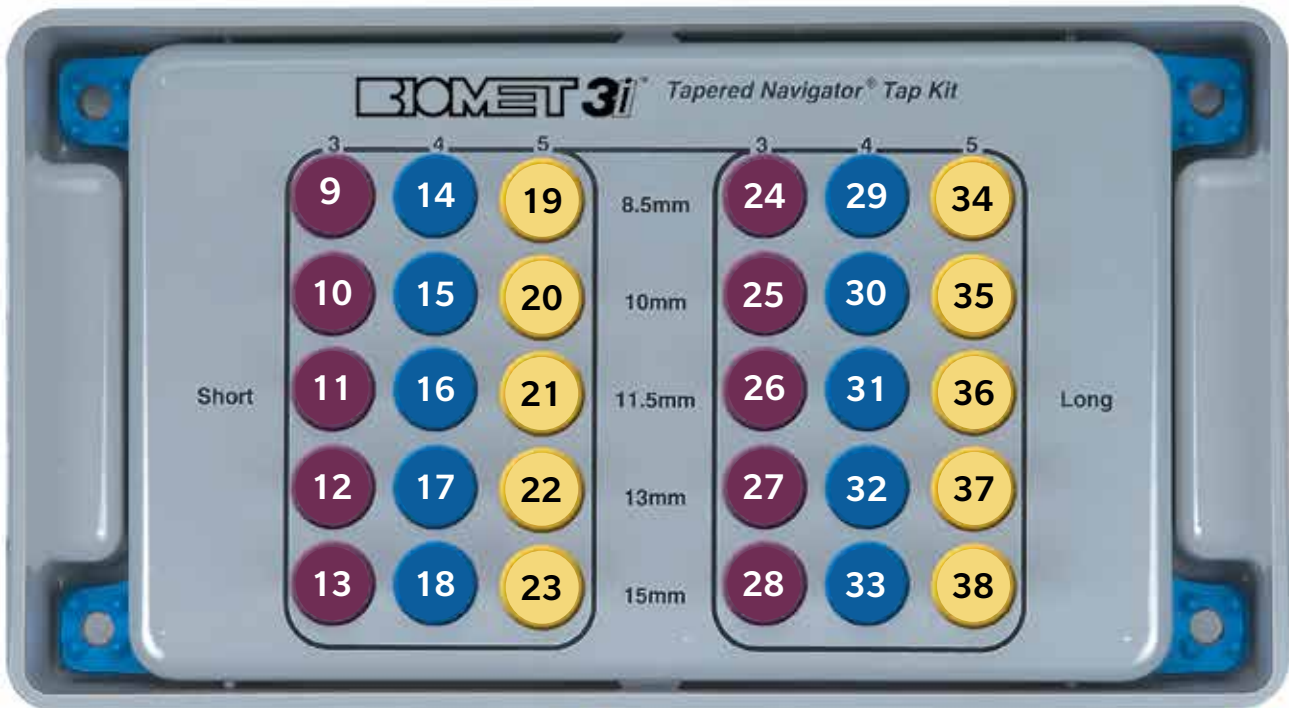 BIOMET 3i™ Tapered Navigator® Tap Kit
3 4 5 3 4 5
9 14 19 8.5mm 24 29 34
10 15 20 10mm 25 30 35
Short 11 16 21 11.5mm 26 31 36 Long
12 17 22 13mm 27 32 37
13 18 23 15mm 28 33 38